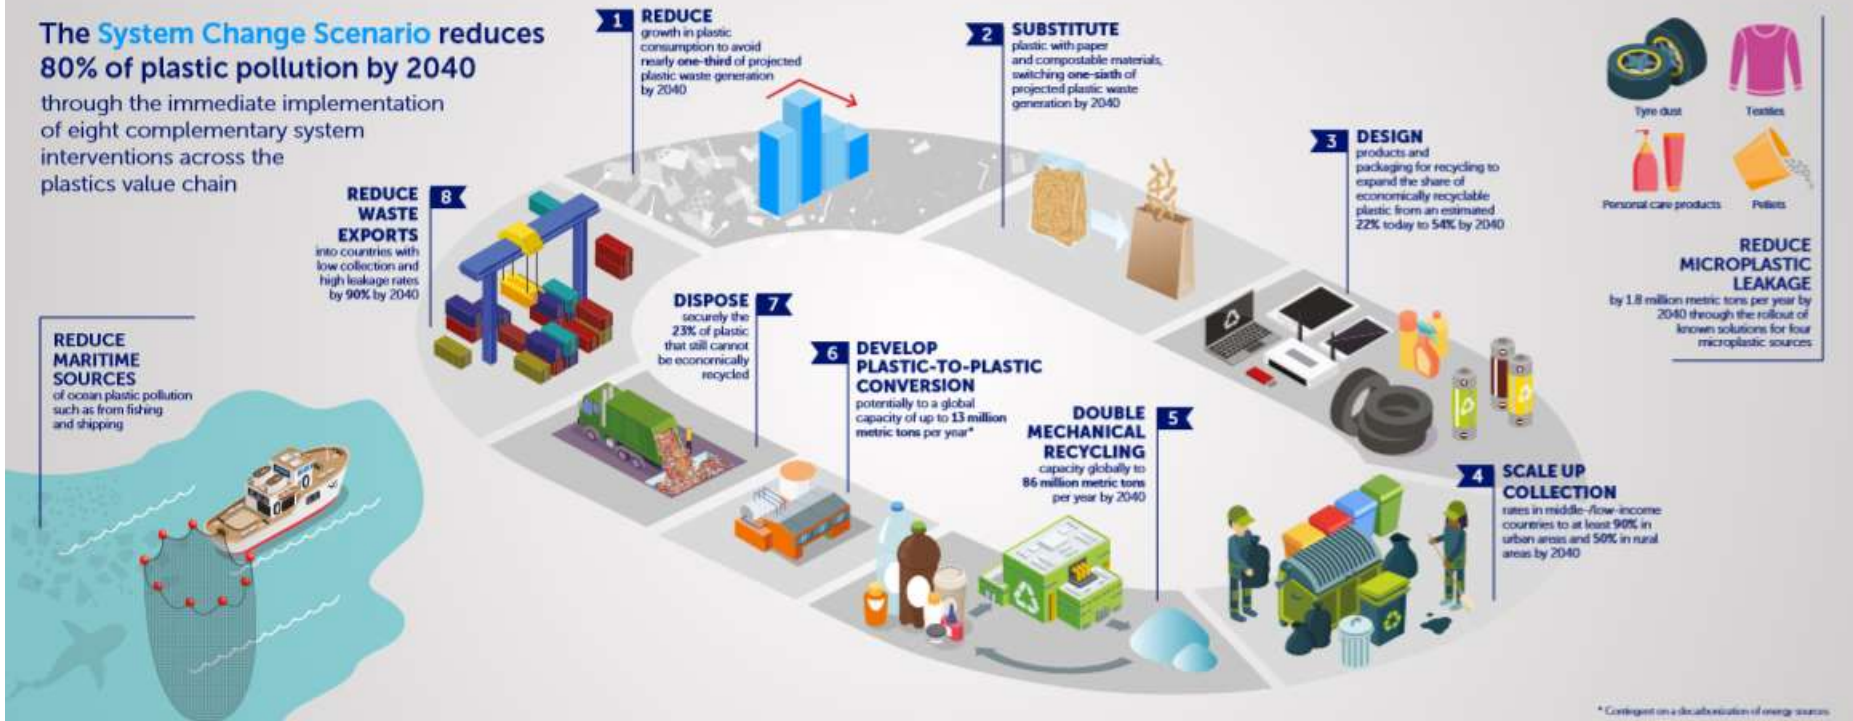 The System Change Scenario reduces
80% of plastic pollution by 2040
through the immediate implementation
of eight complementary system
interventions across the
plastics value chain
1
REDUCE
growth in plastic
consumption to avoid
nearly one-third of projected
plastic waste generation
by 2040
2
SUBSTITUTE
plastic with paper
and compostable materials,
switching one-sixth of
projected plastic waste
generation by 2040
3
DESIGN
products and
packaging for recycling to
expand the share of
economically recyclable
plastic from an estimated
22% today to 54% by 2040
4
SCALE UP
COLLECTION
rates in middle-/low-income
countries to at least 90% in
urban areas and 50% in rural
areas by 2040
5
DOUBLE
MECHANICAL
RECYCLING
capacity globally to
86 million metric tons
per year by 2040
6
DEVELOP
PLASTIC-TO-PLASTIC
CONVERSION
potentially to a global
capacity of up to 13 million
metric tons per year*
7
DISPOSE
securely the
23% of plastic
that still cannot
be economically
recycled
8
REDUCE
WASTE
EXPORTS
into countries with
low collection and
high leakage rates
by 90% by 2040
REDUCE
MARITIME
SOURCES
of ocean plastic pollution
such as from fishing
and shipping
Tyre dust
Textiles
Personal care products
Pellets
REDUCE
MICROPLASTIC
LEAKAGE
by 1.8 million metric tons per year by
2040 through the rollout of
known solutions for four
microplastic sources
* Contingent on a decarbonization of energy sources